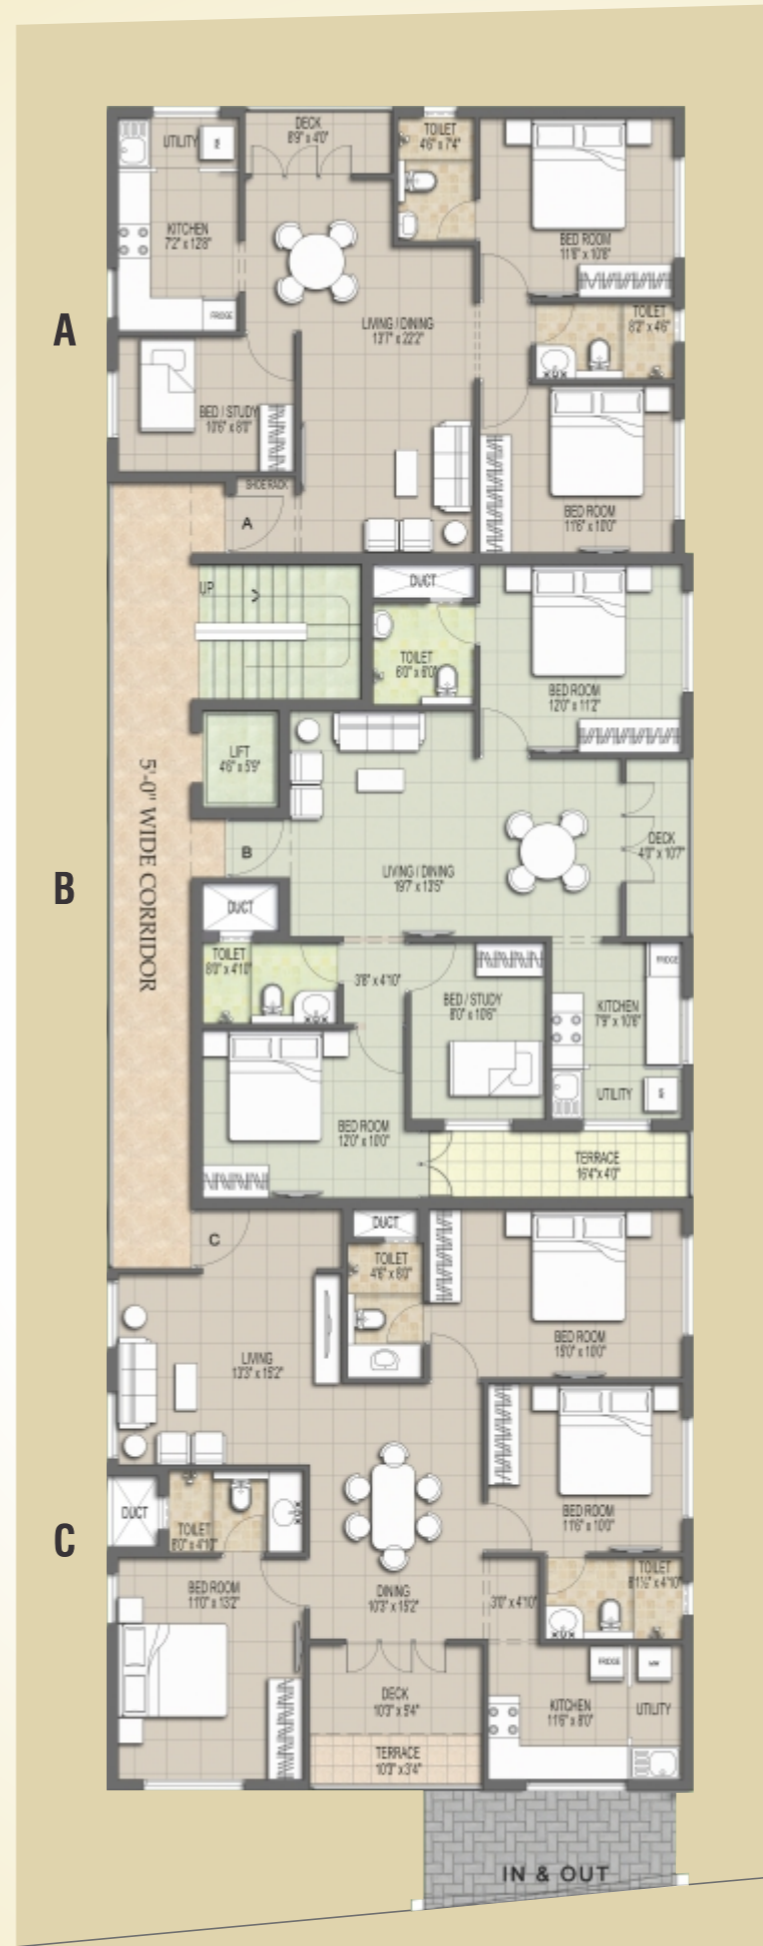 DECK
8'9" x 4'0"
TOILET
4'6" x 7'4"
UTILITY
KITCHEN
7'2" x 12'8"
BED ROOM
11'6" x 10'8"
FRIDGE
TOILET
8'2" x 4'6"
A
LIVING / DINING
13'7" x 22'2"
BED / STUDY
10'6" x 8'0"
SHOE RACK
A
BED ROOM
11'6" x 10'0"
UP
DUCT
TOILET
6'0" x 8'0"
BED ROOM
12'0" x 11'2"
LIFT
4'6" x 5'9"
5'-0" WIDE CORRIDOR
B
DECK
4'0" x 10'7"
B
LIVING / DINING
19'7" x 13'5"
DUCT
TOILET
8'0" x 4'10"
3'8" x 4'10"
FRIDGE
BED / STUDY
8'0" x 10'6"
KITCHEN
7'9" x 10'6"
UTILITY
BED ROOM
12'0" x 10'0"
TERRACE
16'4" x 4'0"
C
DUCT
TOILET
4'6" x 8'0"
BED ROOM
15'0" x 10'0"
LIVING
13'3" x 15'2"
BED ROOM
11'6" x 10'0"
DUCT
TOILET
8'0" x 4'10"
C
BED ROOM
11'0" x 13'2"
DINING
10'3" x 15'2"
3'0" x 4'10"
TOILET
8'1½" x 4'10"
FRIDGE
DECK
10'3" x 5'4"
KITCHEN
11'6" x 8'0"
UTILITY
TERRACE
10'3" x 3'4"
IN & OUT